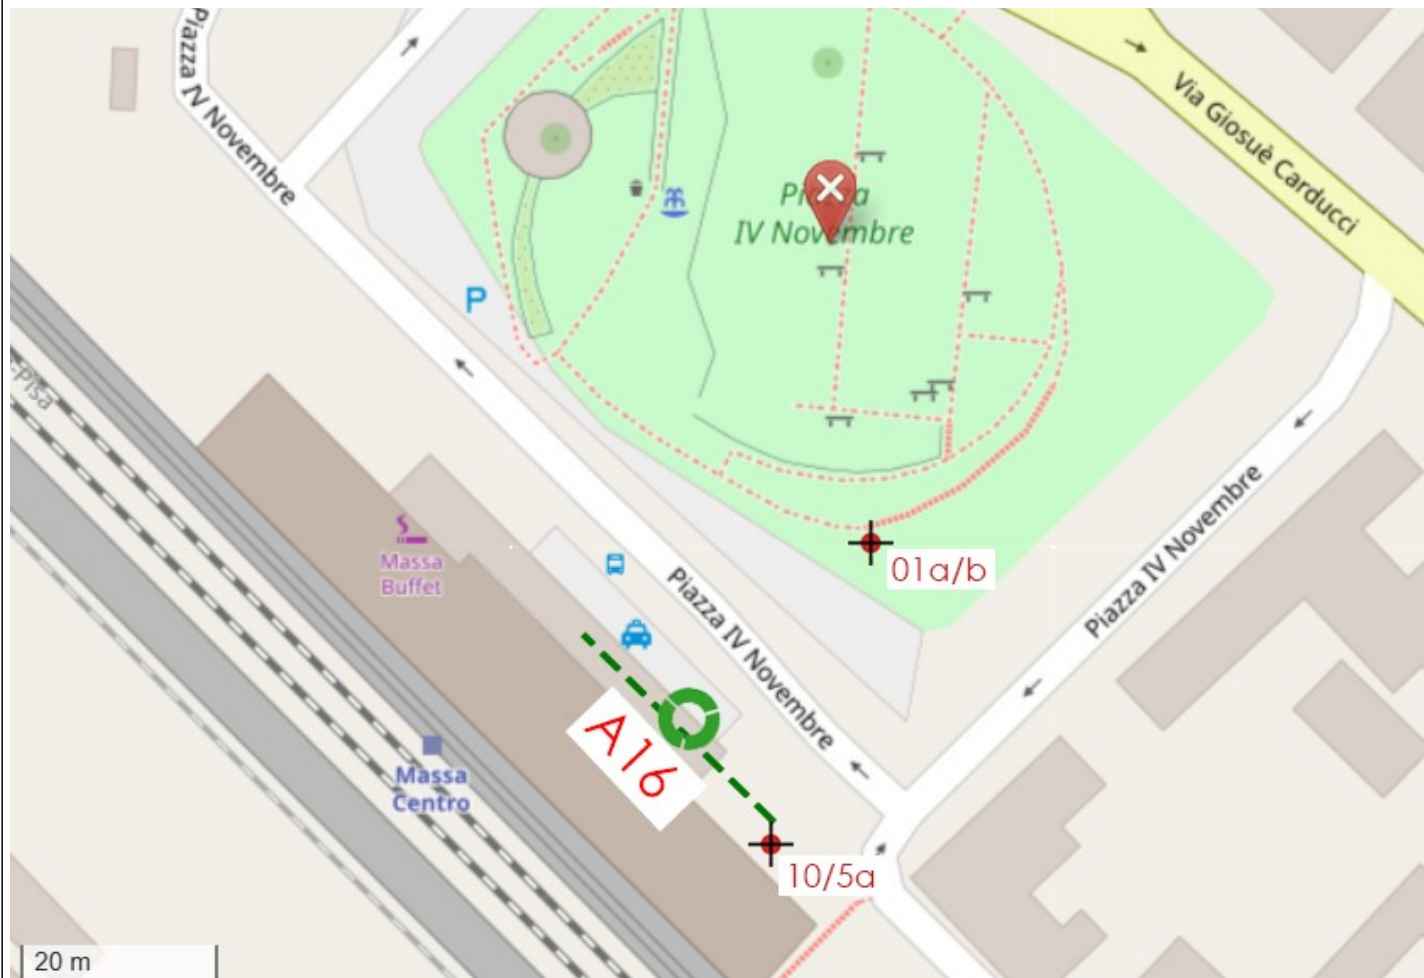 Piazza IV Novembre
Via Giosuè Carducci
Piazza
IV Novembre
P
-Pisa
Massa
Buffet
01a/b
Piazza IV Novembre
Piazza IV Novembre
A16
Massa
Centro
10/5a
20 m